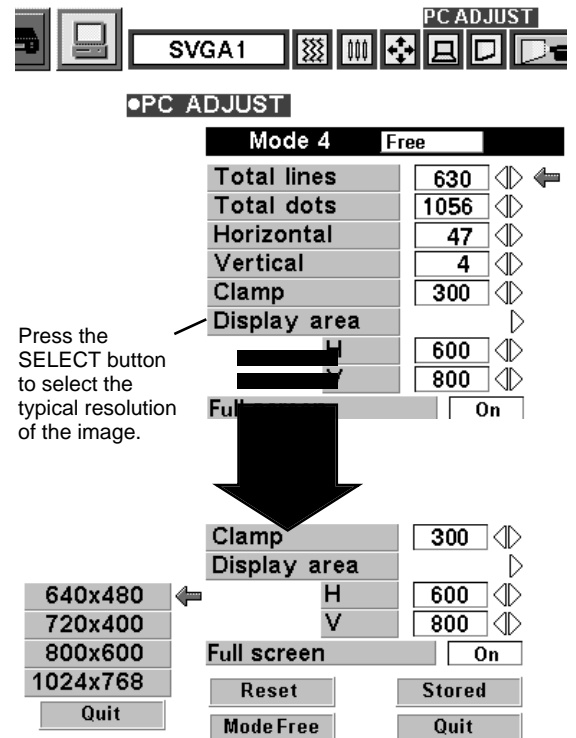 PC ADJUST
SVGA1
●PC ADJUST
Mode 4 Free
Total lines 630
Total dots 1056
Horizontal 47
Vertical 4
Clamp 300
Display area
H 600
800
On
Press the
SELECT button
to select the
typical resolution
of the image.
Clamp 300
Display area
H 600
V 800
Full screen On
640x480
720x400
800x600
1024x768
Quit
Reset Stored
Mode Free Quit